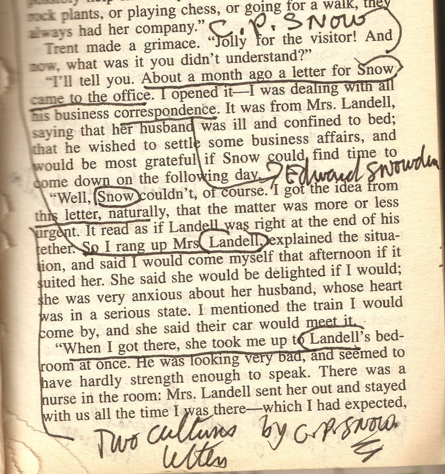 rock plants, or playing chess, or going for a walk, they
always had her company." C.P. SNOW
Trent made a grimace. "Jolly for the visitor! And
now, what was it you didn't understand?"
"I'll tell you. About a month ago a letter for Snow
came to the office. I opened it—I was dealing with all
his business correspondence. It was from Mrs. Landell,
saying that her husband was ill and confined to bed;
that he wished to settle some business affairs, and
would be most grateful if Snow could find time to
come down on the following day. Edward Snowden
"Well, Snow couldn't, of course. I got the idea from
this letter, naturally, that the matter was more or less
urgent. It read as if Landell was right at the end of his
tether. So I rang up Mrs Landell, explained the situa-
tion, and said I would come myself that afternoon if it
suited her. She said she would be delighted if I would;
she was very anxious about her husband, whose heart
was in a serious state. I mentioned the train I would
come by, and she said their car would meet it.
"When I got there, she took me up to Landell's bed-
room at once. He was looking very bad, and seemed to
have hardly strength enough to speak. There was a
nurse in the room: Mrs. Landell sent her out and stayed
with us all the time I was there—which I had expected,
Two cultures by C.P. SNOW
letters